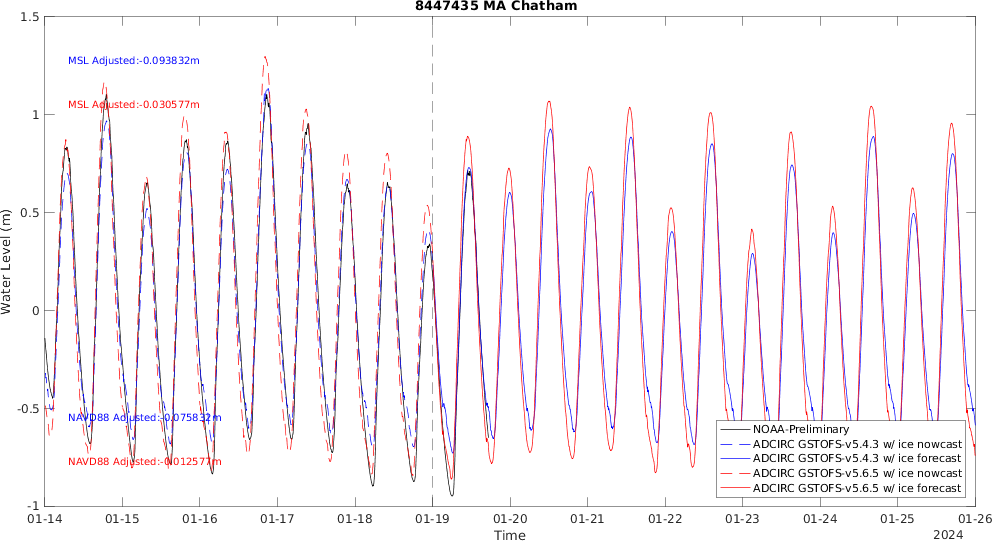 8447435 MA Chatham
1.5
1
0.5
0
-0.5
-1
Water Level (m)
MSL Adjusted:-0.093832m
MSL Adjusted:-0.030577m
NAVD88 Adjusted:-0.075832m
NAVD88 Adjusted:-0.012577m
NOAA-Preliminary
ADCIRC GSTOFS-v5.4.3 w/ ice nowcast
ADCIRC GSTOFS-v5.4.3 w/ ice forecast
ADCIRC GSTOFS-v5.6.5 w/ ice nowcast
ADCIRC GSTOFS-v5.6.5 w/ ice forecast
01-14 01-15 01-16 01-17 01-18 01-19 01-20 01-21 01-22 01-23 01-24 01-25 01-26
Time
2024